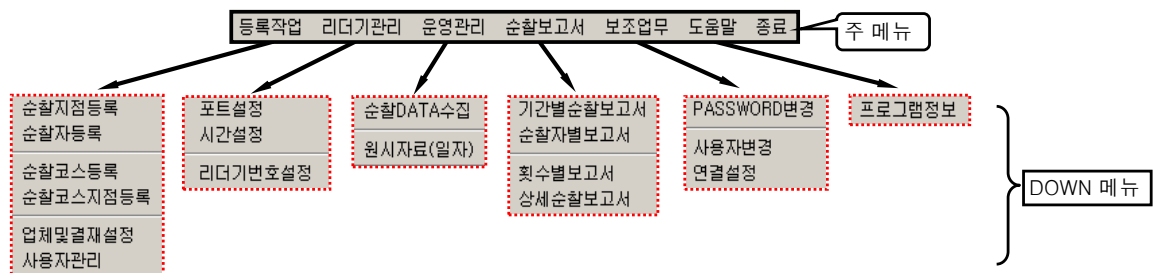 등록작업 리더기관리 운영관리 순찰보고서 보조업무 도움말 종료
주 메뉴
순찰지점등록
순찰자등록
순찰코스등록
순찰코스지점등록
업체및결재설정
사용자관리
포트설정
시간설정
리더기번호설정
순찰DATA수집
원시자료(일자)
기간별순찰보고서
순찰자별보고서
횟수별보고서
상세순찰보고서
PASSWORD변경
사용자변경
연결설정
프로그램정보
DOWN 메뉴